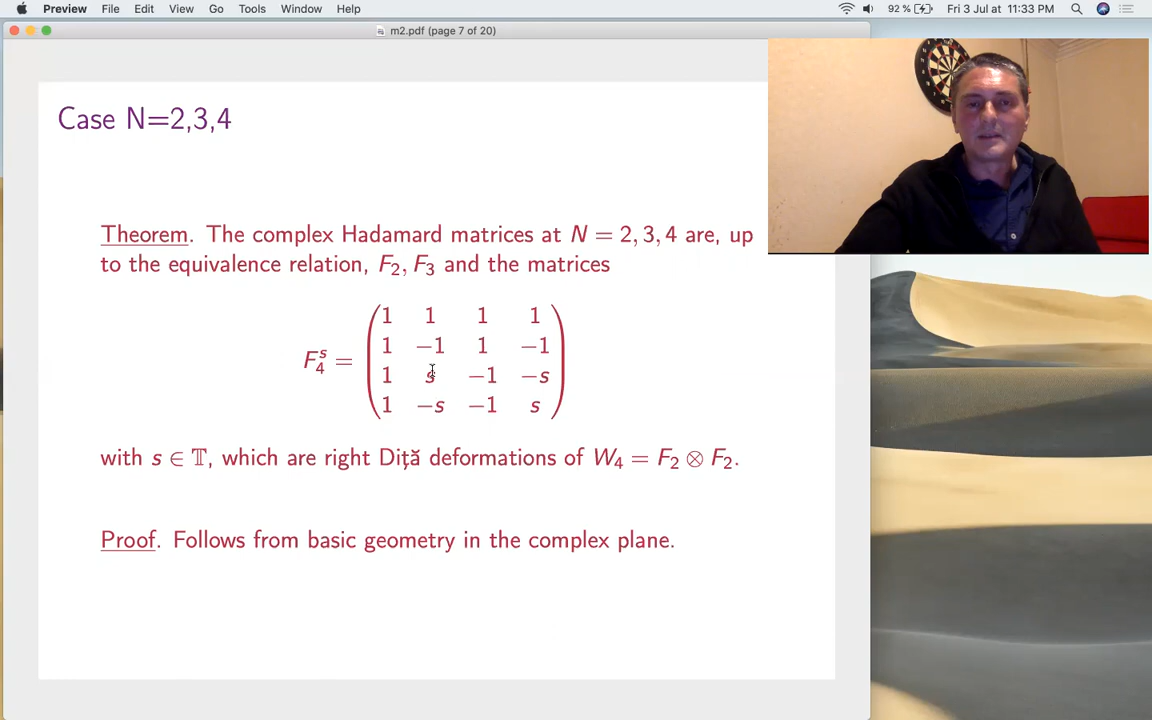 Preview File Edit View Go Tools Window Help 92 % Fri 3 Jul at 11:33 PM
m2.pdf (page 7 of 20)
Case N=2,3,4
Theorem. The complex Hadamard matrices at N = 2, 3, 4 are, up
to the equivalence relation, F₂, F₃ and the matrices
1 1 1 1
1 −1 1 −1
F₄ˢ =
1 s −1 −s
1 −s −1 s
with s ∈ 𝕋, which are right Diţă deformations of W₄ = F₂ ⊗ F₂.
Proof. Follows from basic geometry in the complex plane.